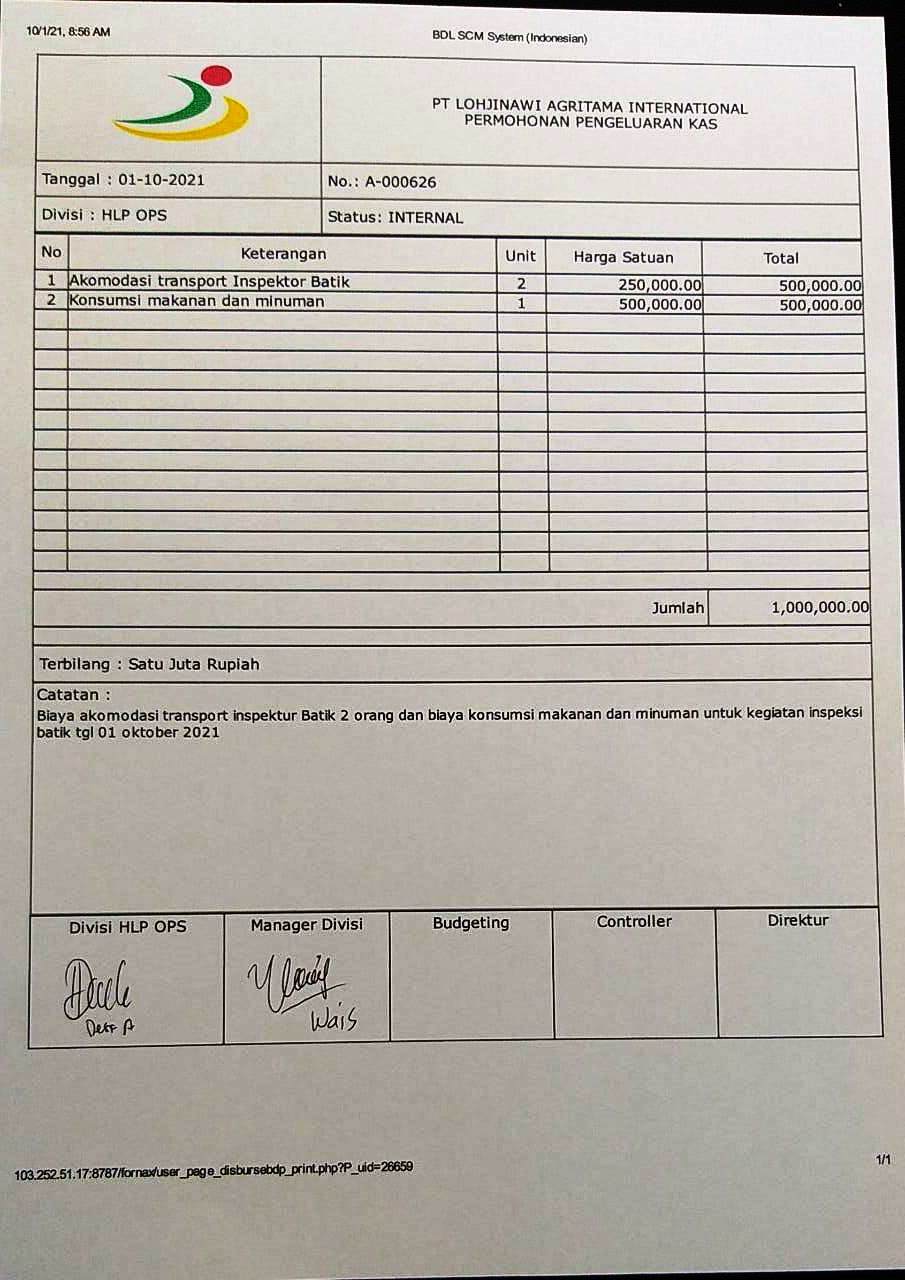 10/1/21, 8:56 AM
BDL SCM System (Indonesian)
PT LOHJINAWI AGRITAMA INTERNATIONAL
PERMOHONAN PENGELUARAN KAS
Tanggal : 01-10-2021
No.: A-000626
Divisi : HLP OPS
Status: INTERNAL
No Keterangan Unit Harga Satuan Total
1 Akomodasi transport Inspektor Batik 2 250,000.00 500,000.00
2 Konsumsi makanan dan minuman 1 500,000.00 500,000.00
Jumlah 1,000,000.00
Terbilang : Satu Juta Rupiah
Catatan :
Biaya akomodasi transport inspektur Batik 2 orang dan biaya konsumsi makanan dan minuman untuk kegiatan inspeksi
batik tgl 01 oktober 2021
Divisi HLP OPS Manager Divisi Budgeting Controller Direktur
Wais
103.252.51.17:8787/fornax/user_page_disbursebdp_print.php?P_uid=26659
1/1